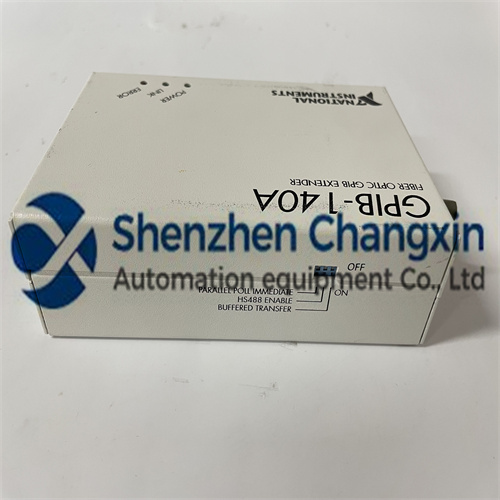 NATIONAL
INSTRUMENTS
POWER
LINK
ERROR
FIBER OPTIC GPIB EXTENDER
GPIB-140A
Shenzhen Changxin
Automation equipment Co., Ltd
OFF
ON
PARALLEL POLL IMMEDIATE
HS488 ENABLE
BUFFERED TRANSFER